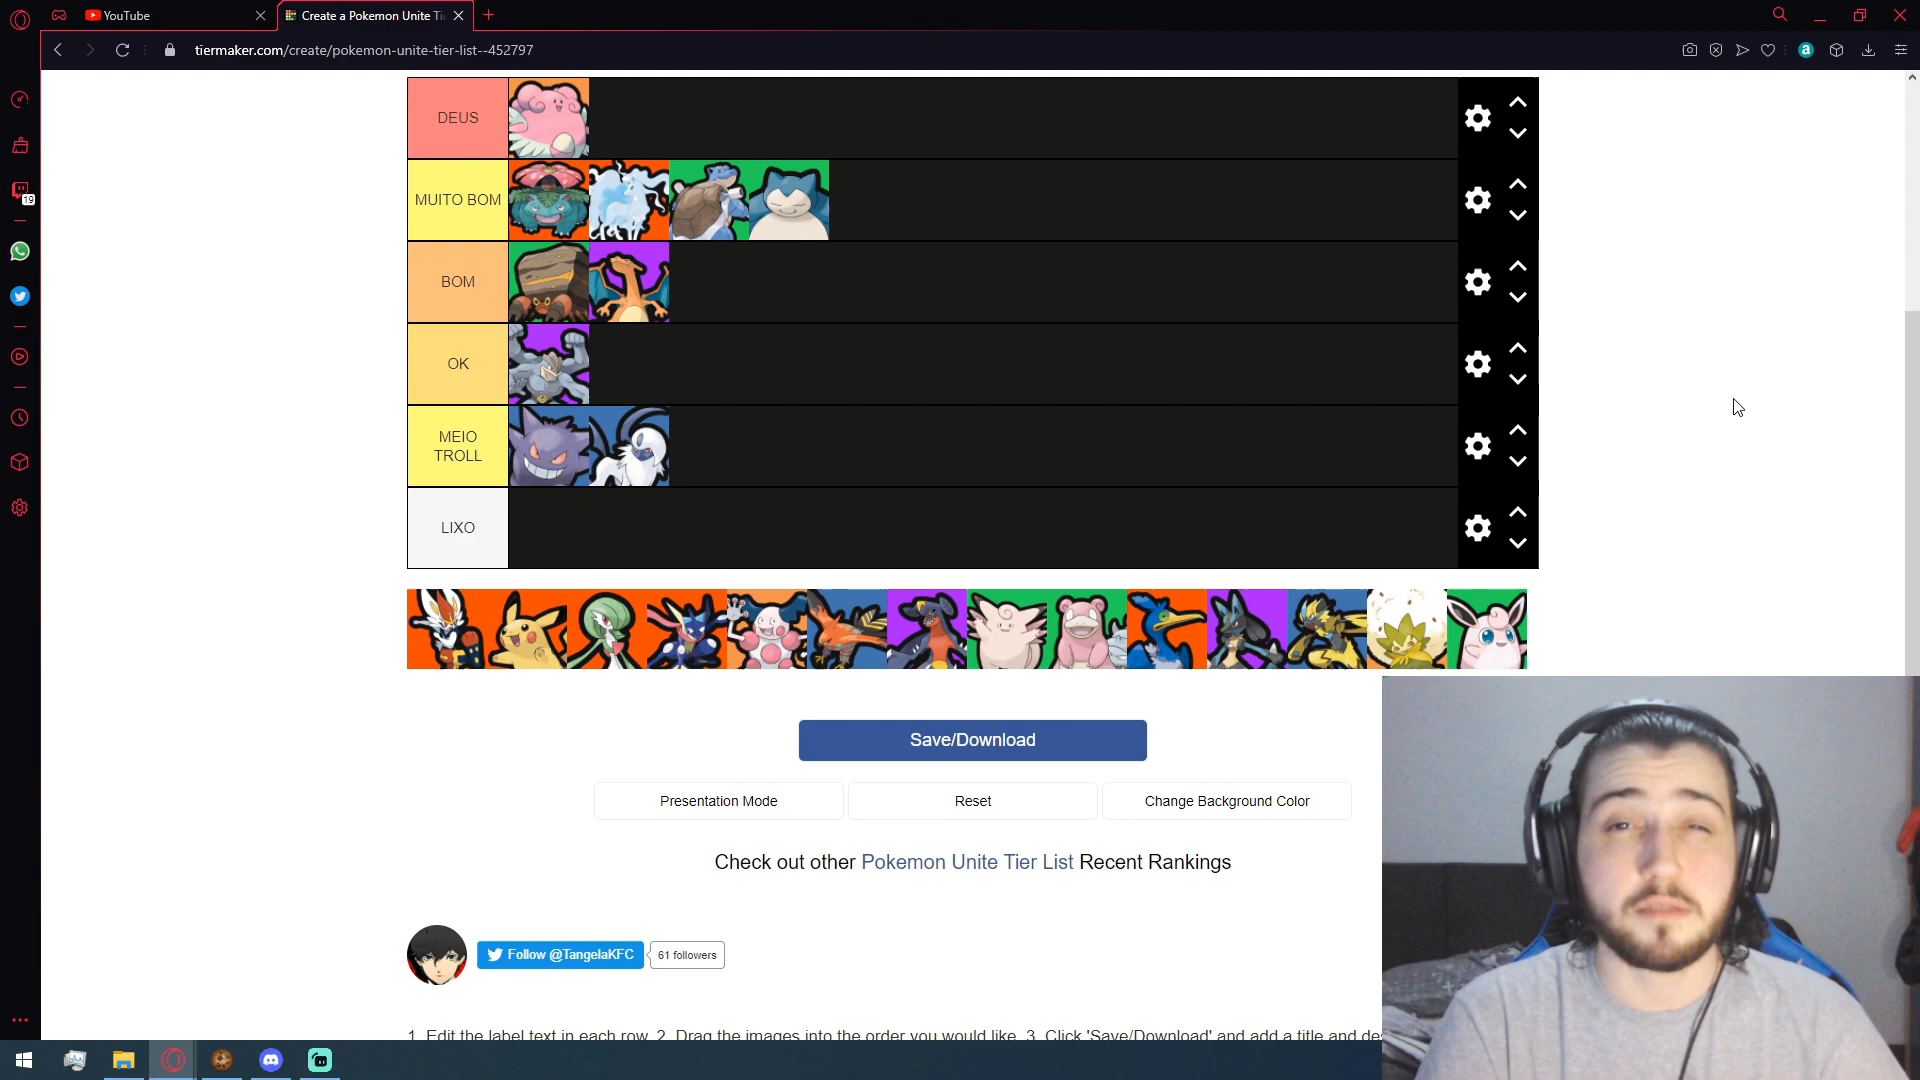 YouTube
Create a Pokemon Unite Ti
tiermaker.com/create/pokemon-unite-tier-list--452797
19
DEUS
MUITO BOM
BOM
OK
MEIO
TROLL
LIXO
Save/Download
Presentation Mode
Reset
Change Background Color
Check out other Pokemon Unite Tier List Recent Rankings
Follow @TangelaKFC
61 followers
1. Edit the label text in each row. 2. Drag the images into the order you would like. 3. Click 'Save/Download' and add a title and de